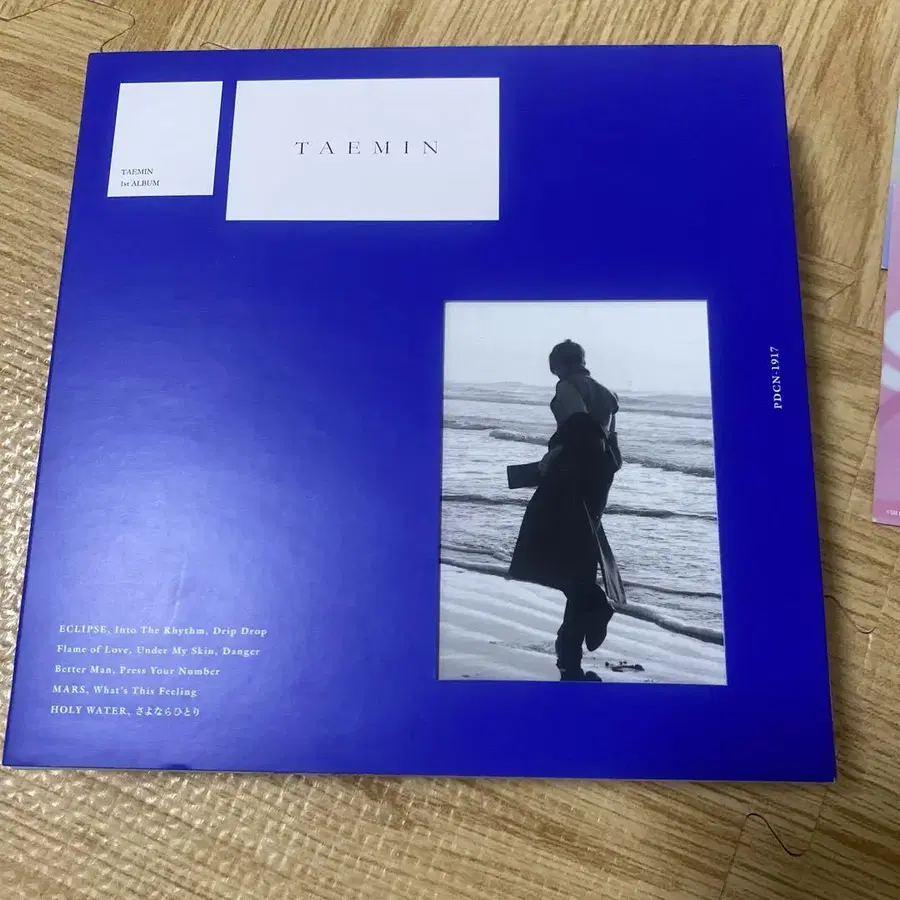 TAEMIN
1st ALBUM
TAEMIN
PDCN-1917
ECLIPSE, Into The Rhythm, Drip Drop
Flame of Love, Under My Skin, Danger
Better Man, Press Your Number
MARS, What's This Feeling
HOLY WATER, さよならひとり